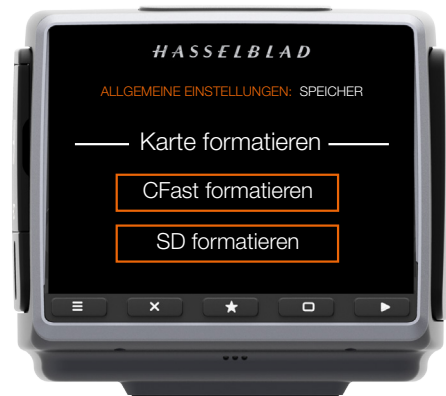 HASSELBLAD
ALLGEMEINE EINSTELLUNGEN: SPEICHER
Karte formatieren
CFast formatieren
SD formatieren